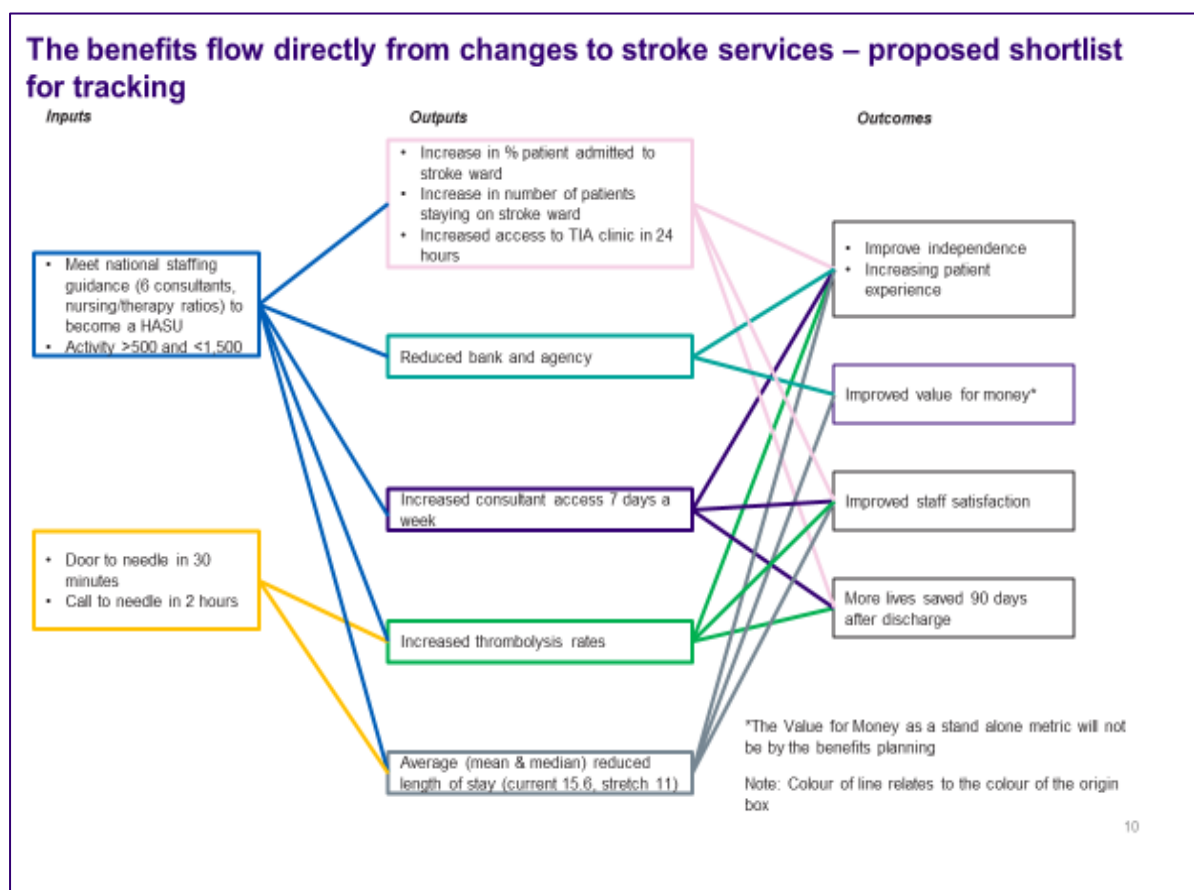 The benefits flow directly from changes to stroke services – proposed shortlist
for tracking
Inputs
Outputs
Outcomes
• Meet national staffing
guidance (6 consultants,
nursing/therapy ratios) to
become a HASU
• Activity >500 and <1,500
• Door to needle in 30
minutes
• Call to needle in 2 hours
• Increase in % patient admitted to
stroke ward
• Increase in number of patients
staying on stroke ward
• Increased access to TIA clinic in 24
hours
Reduced bank and agency
Increased consultant access 7 days a
week
Increased thrombolysis rates
Average (mean & median) reduced
length of stay (current 15.6, stretch 11)
• Improve independence
• Increasing patient
experience
Improved value for money*
Improved staff satisfaction
More lives saved 90 days
after discharge
*The Value for Money as a stand alone metric will not
be by the benefits planning
Note: Colour of line relates to the colour of the origin
box
10